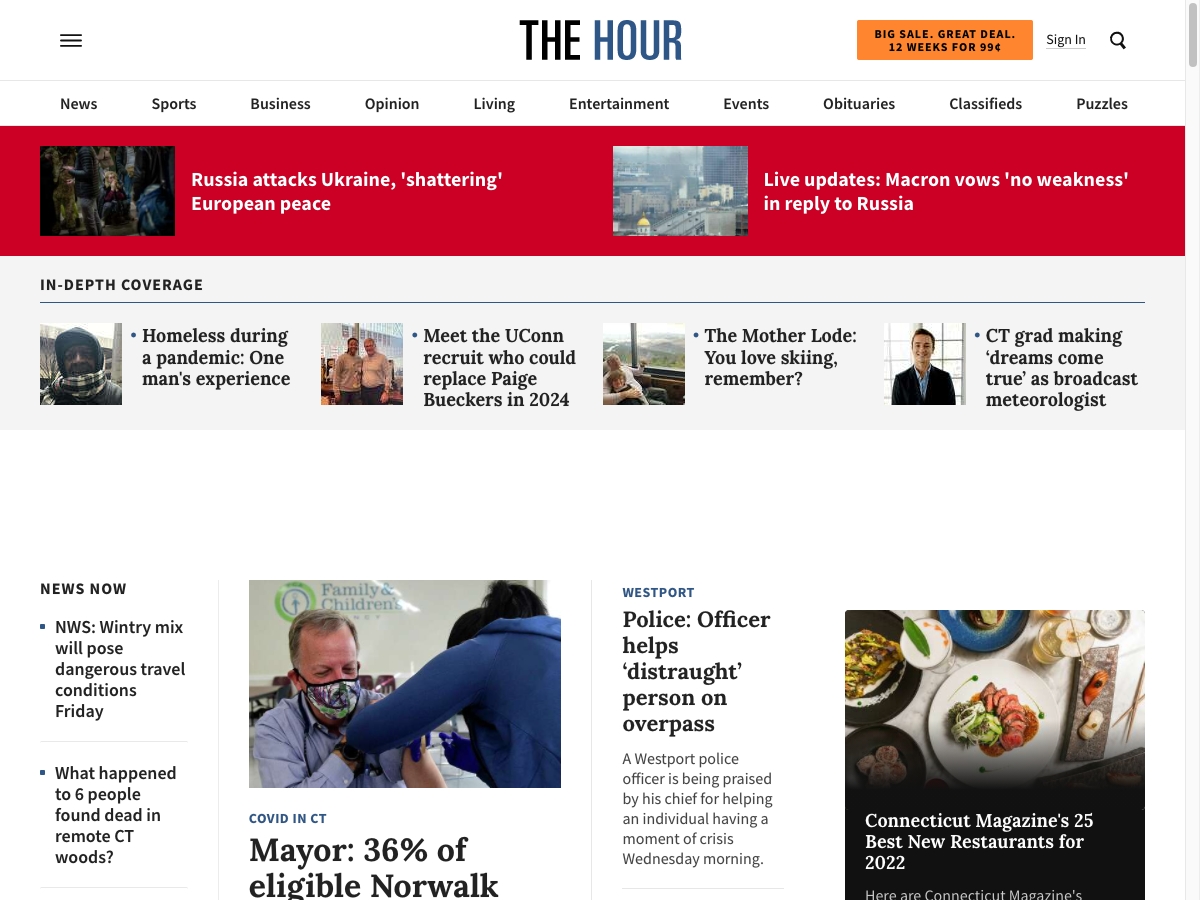 THE HOUR
BIG SALE. GREAT DEAL.
12 WEEKS FOR 99¢
Sign In
News
Sports
Business
Opinion
Living
Entertainment
Events
Obituaries
Classifieds
Puzzles
Russia attacks Ukraine, 'shattering'
European peace
Live updates: Macron vows 'no weakness'
in reply to Russia
IN-DEPTH COVERAGE
• Homeless during
a pandemic: One
man's experience
• Meet the UConn
recruit who could
replace Paige
Bueckers in 2024
• The Mother Lode:
You love skiing,
remember?
• CT grad making
‘dreams come
true’ as broadcast
meteorologist
NEWS NOW
NWS: Wintry mix
will pose
dangerous travel
conditions
Friday
What happened
to 6 people
found dead in
remote CT
woods?
Family&
Children's
COVID IN CT
Mayor: 36% of
eligible Norwalk
WESTPORT
Police: Officer
helps
‘distraught’
person on
overpass
A Westport police
officer is being praised
by his chief for helping
an individual having a
moment of crisis
Wednesday morning.
Connecticut Magazine's 25
Best New Restaurants for
2022
Here are Connecticut Magazine's